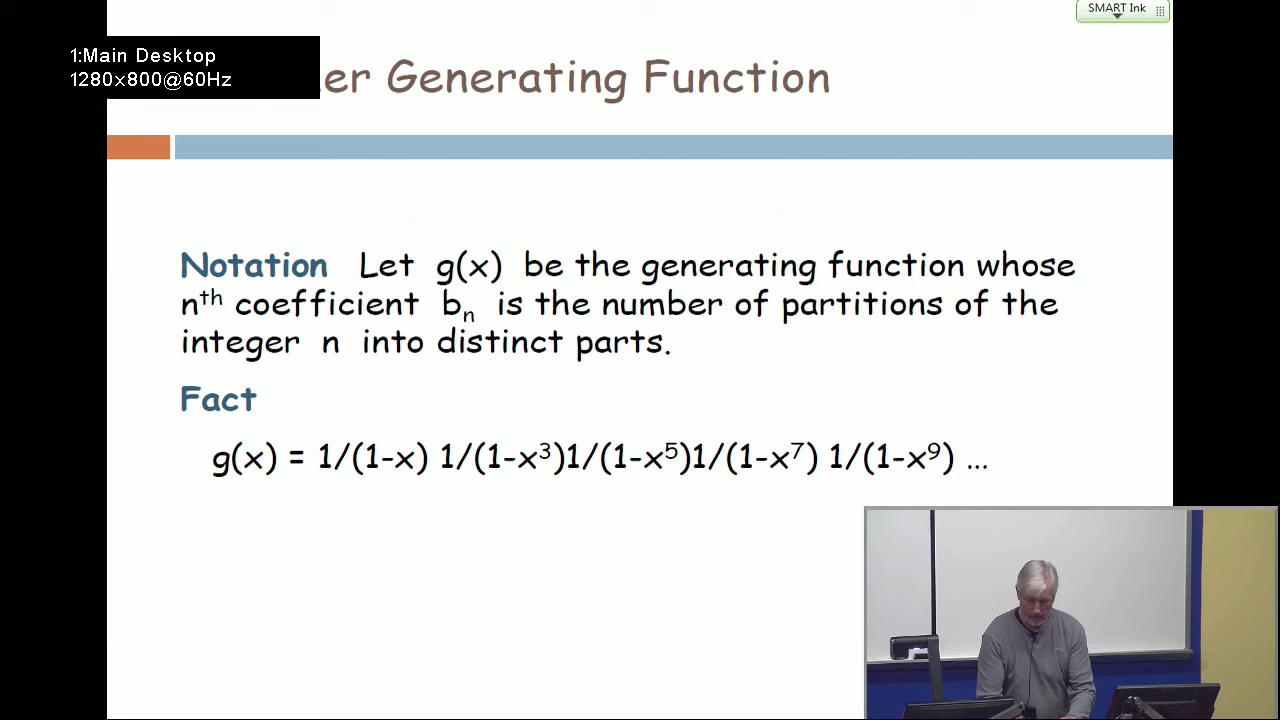 SMART Ink
1:Main Desktop
1280x800@60Hz
er Generating Function
Notation Let g(x) be the generating function whose
nth coefficient bn is the number of partitions of the
integer n into distinct parts.
Fact
g(x) = 1/(1-x) 1/(1-x³)1/(1-x⁵)1/(1-x⁷) 1/(1-x⁹) ...